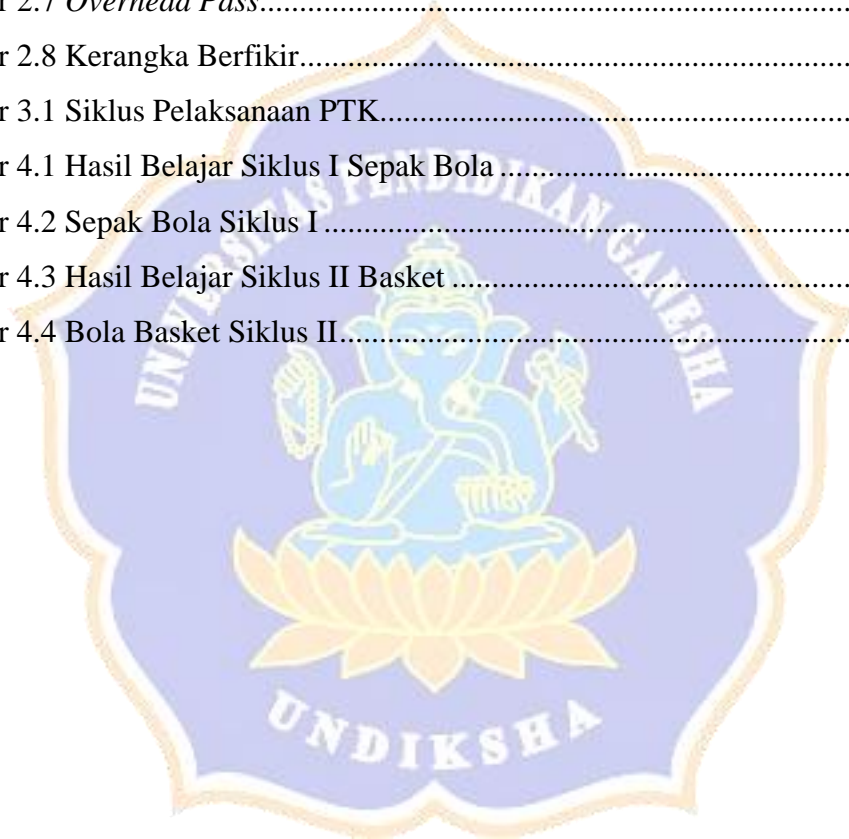 r 2.7 Overhead Pass
r 2.8 Kerangka Berfikir
r 3.1 Siklus Pelaksanaan PTK
r 4.1 Hasil Belajar Siklus I Sepak Bola
r 4.2 Sepak Bola Siklus I
r 4.3 Hasil Belajar Siklus II Basket
r 4.4 Bola Basket Siklus II
UNIVERSITAS PENDIDIKAN GANESHA
UNDIKSHA